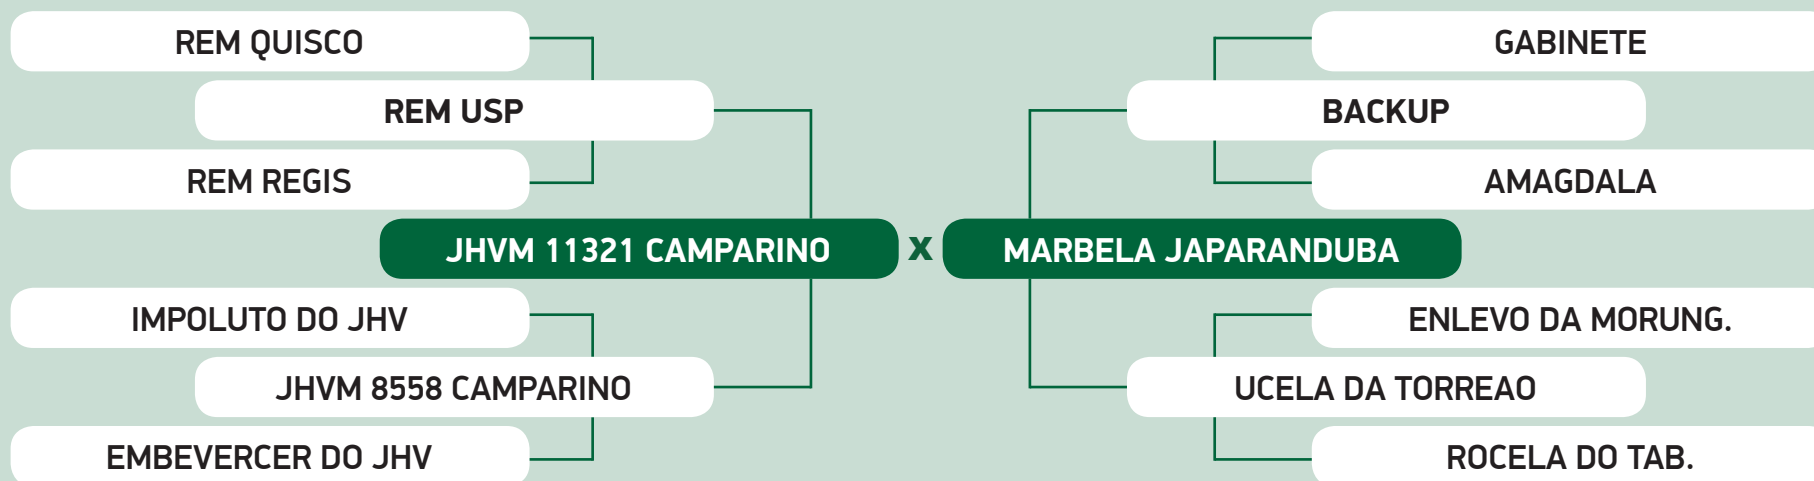 REM QUISCO
GABINETE
REM USP
BACKUP
REM REGIS
AMAGDALA
JHVM 11321 CAMPARINO x MARBELA JAPARANDUBA
IMPOLUTO DO JHV
ENLEVO DA MORUNG.
JHVM 8558 CAMPARINO
UCELA DA TORREAO
EMBEVERCER DO JHV
ROCELA DO TAB.